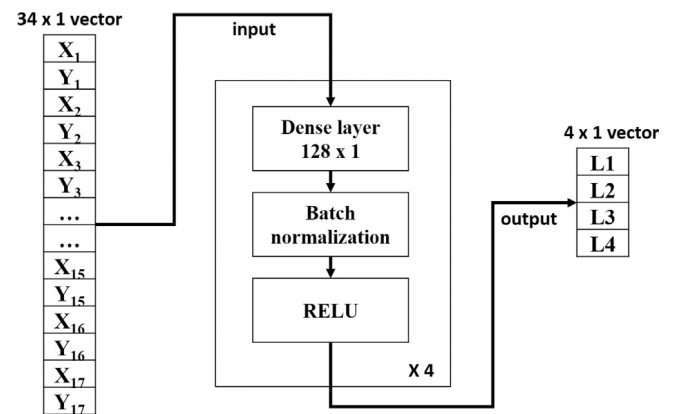 34 x 1 vector
X1
Y1
X2
Y2
X3
Y3
...
...
X15
Y15
X16
Y16
X17
Y17
input
Dense layer
128 x 1
Batch
normalization
RELU
X 4
output
4 x 1 vector
L1
L2
L3
L4